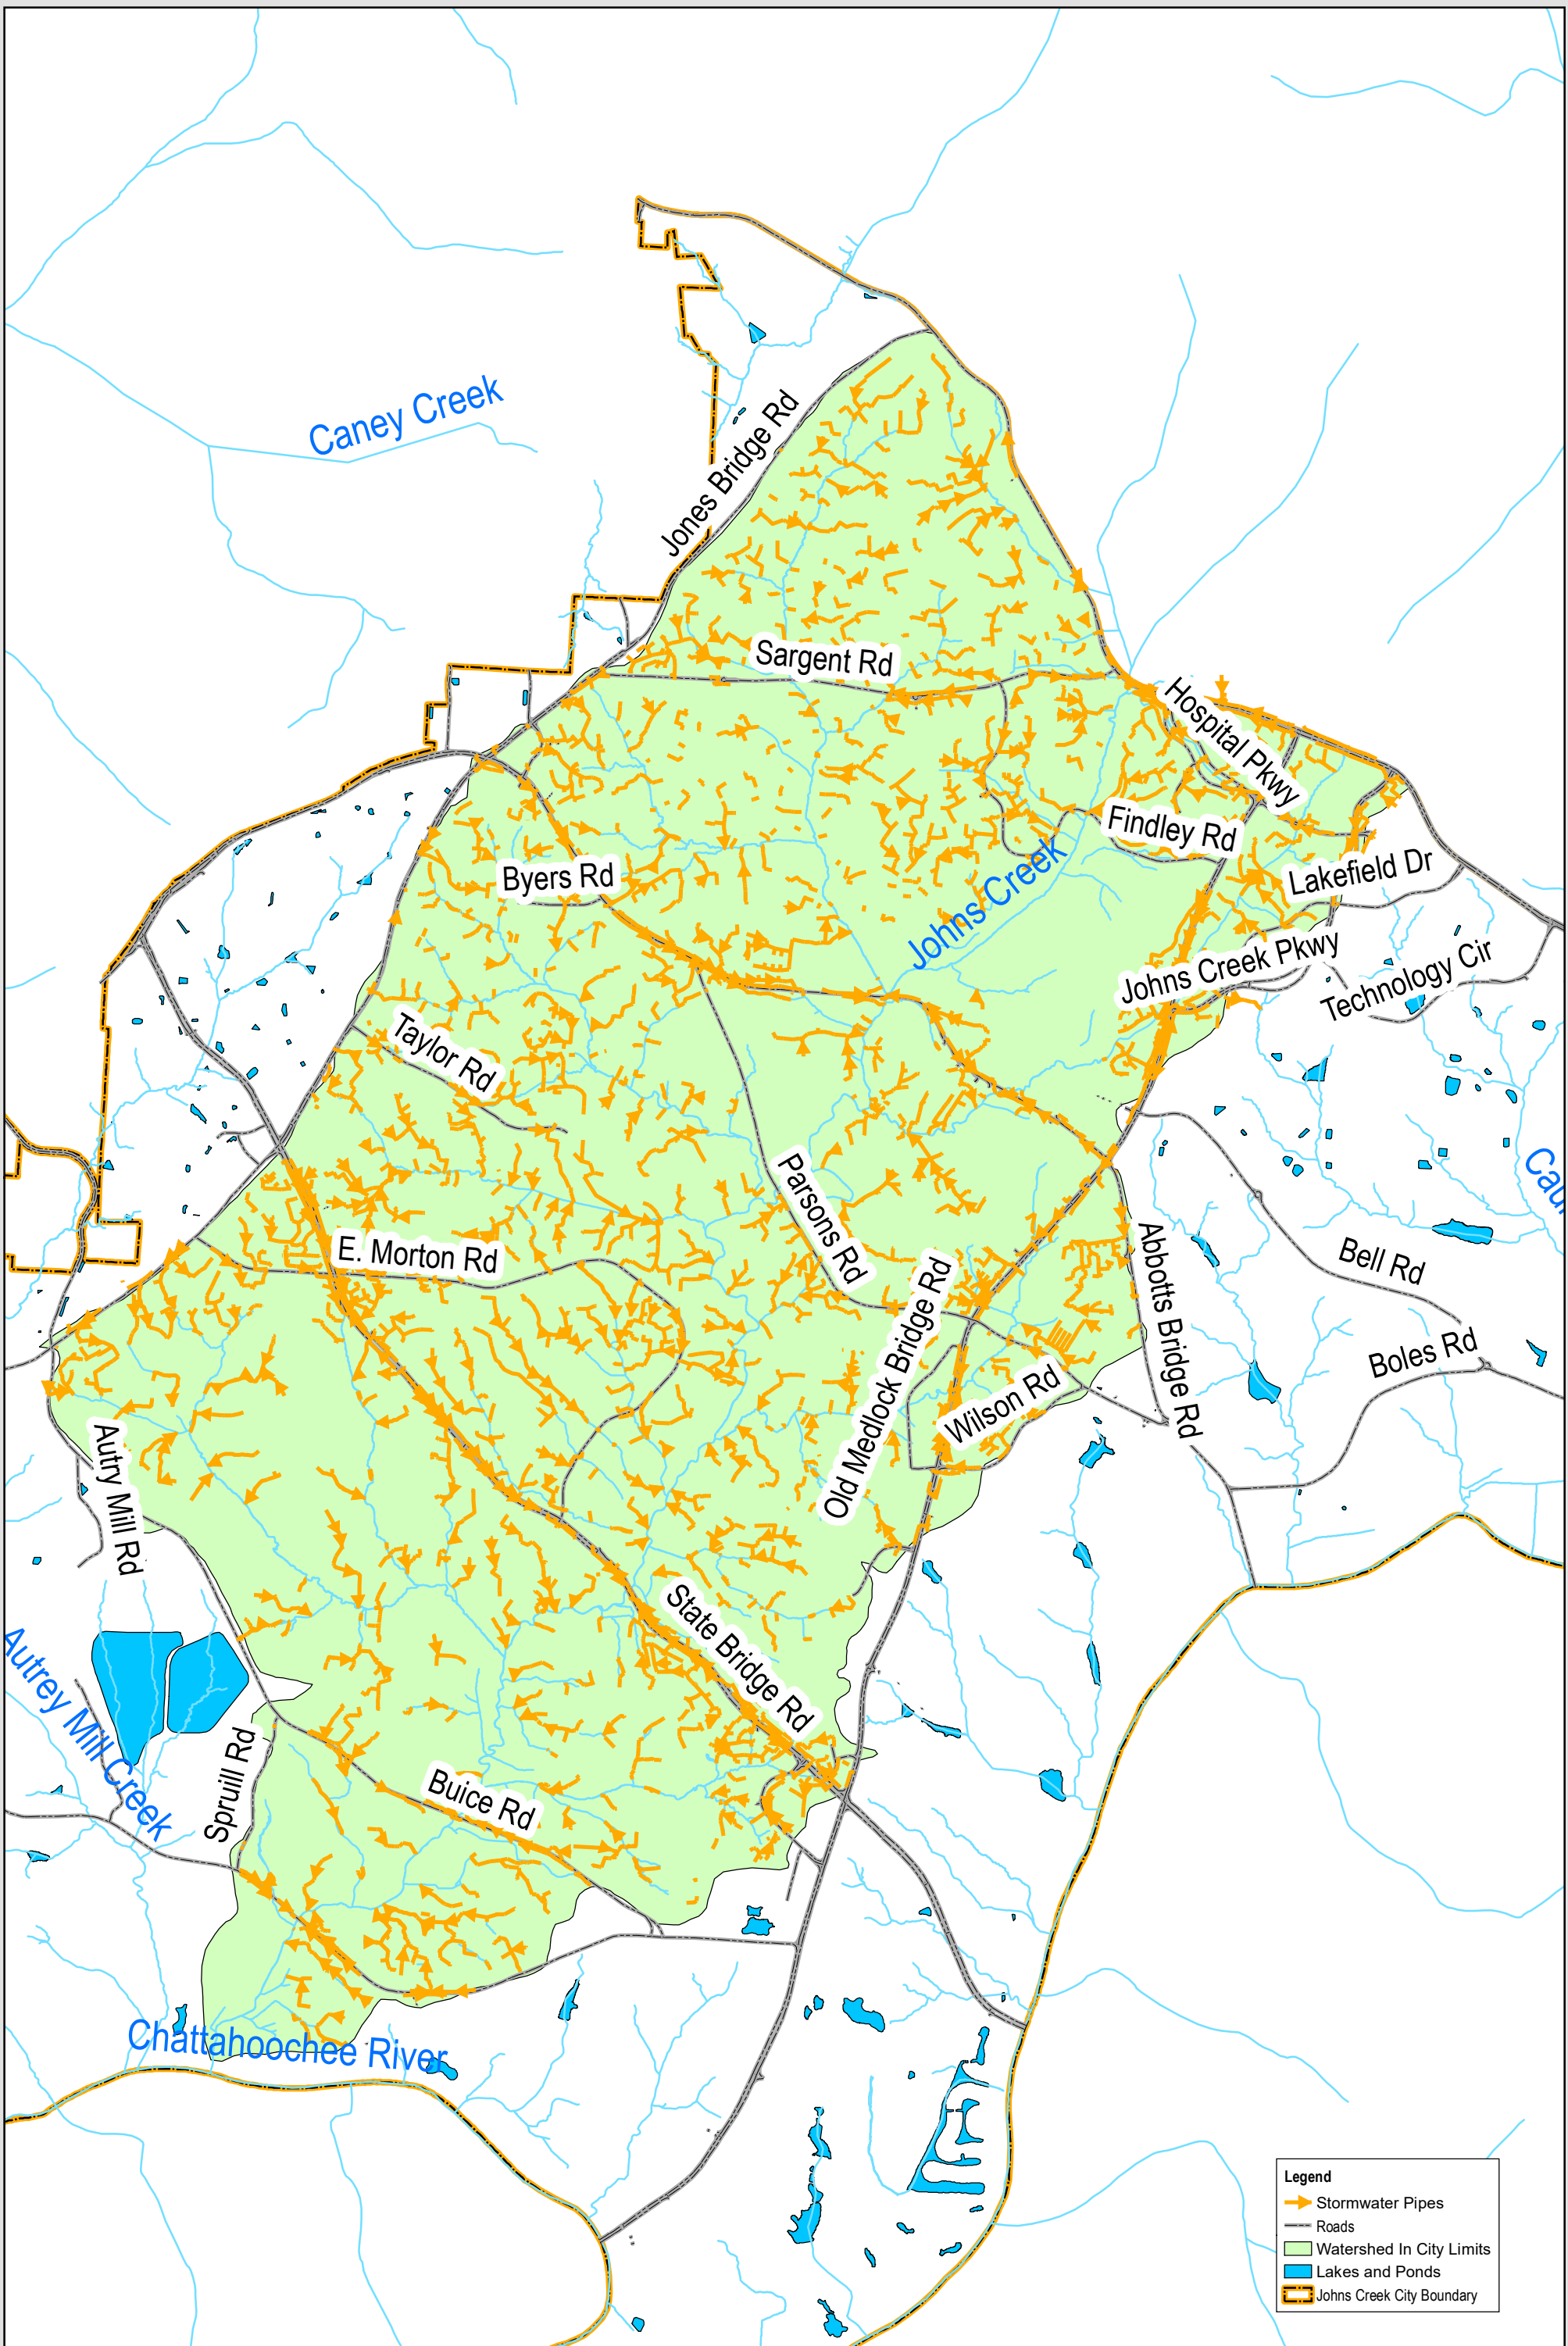 Caney Creek
Jones Bridge Rd
Sargent Rd
Hospital Pkwy
Findley Rd
Byers Rd
Johns Creek
Lakefield Dr
Johns Creek Pkwy
Technology Cir
Taylor Rd
Parsons Rd
E. Morton Rd
Abbotts Bridge Rd
Bell Rd
Old Medlock Bridge Rd
Boles Rd
Wilson Rd
Autry Mill Rd
State Bridge Rd
Autrey Mill Creek
Spruill Rd
Buice Rd
Chattahoochee River
Legend
Stormwater Pipes
Roads
Watershed In City Limits
Lakes and Ponds
Johns Creek City Boundary